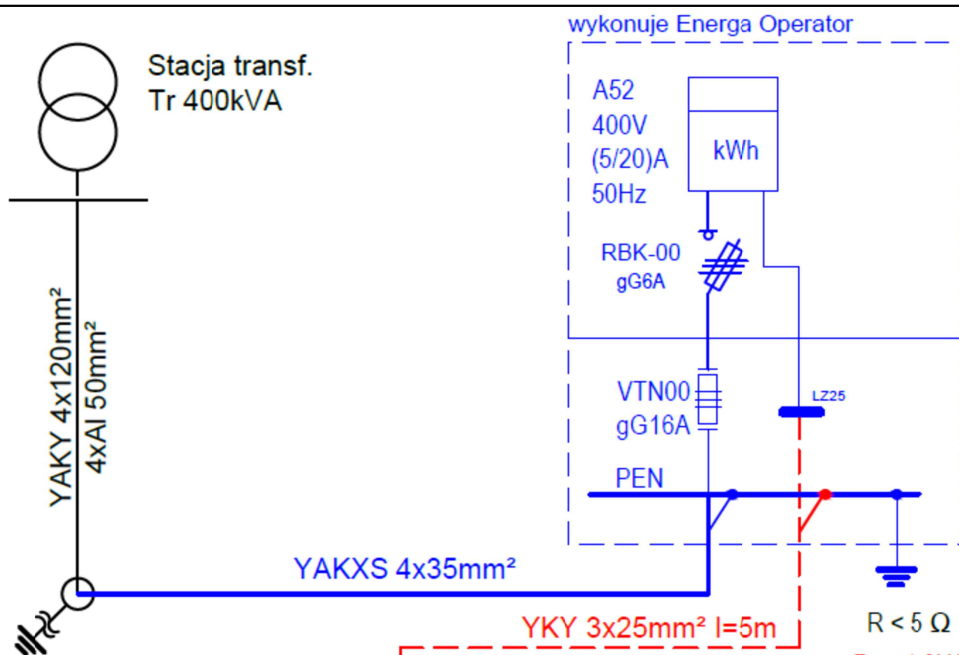 wykonuje Energa Operator
Stacja transf.
Tr 400kVA
A52
400V
(5/20)A
50Hz
kWh
RBK-00
gG6A
YAKY 4x120mm²
4xAl 50mm²
VTN00
gG16A
LZ25
PEN
YAKXS 4x35mm²
YKY 3x25mm² l=5m
R < 5 Ω